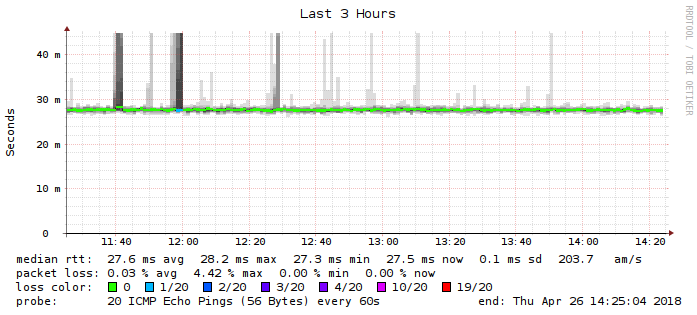 Last 3 Hours
RRDTOOL / TOBI OETIKER
Seconds
40 m
30 m
20 m
10 m
0
11:40 12:00 12:20 12:40 13:00 13:20 13:40 14:00 14:20
median rtt: 27.6 ms avg 28.2 ms max 27.3 ms min 27.5 ms now 0.1 ms sd 203.7 am/s
packet loss: 0.03 % avg 4.42 % max 0.00 % min 0.00 % now
loss color: 0 1/20 2/20 3/20 4/20 10/20 19/20
probe: 20 ICMP Echo Pings (56 Bytes) every 60s end: Thu Apr 26 14:25:04 2018